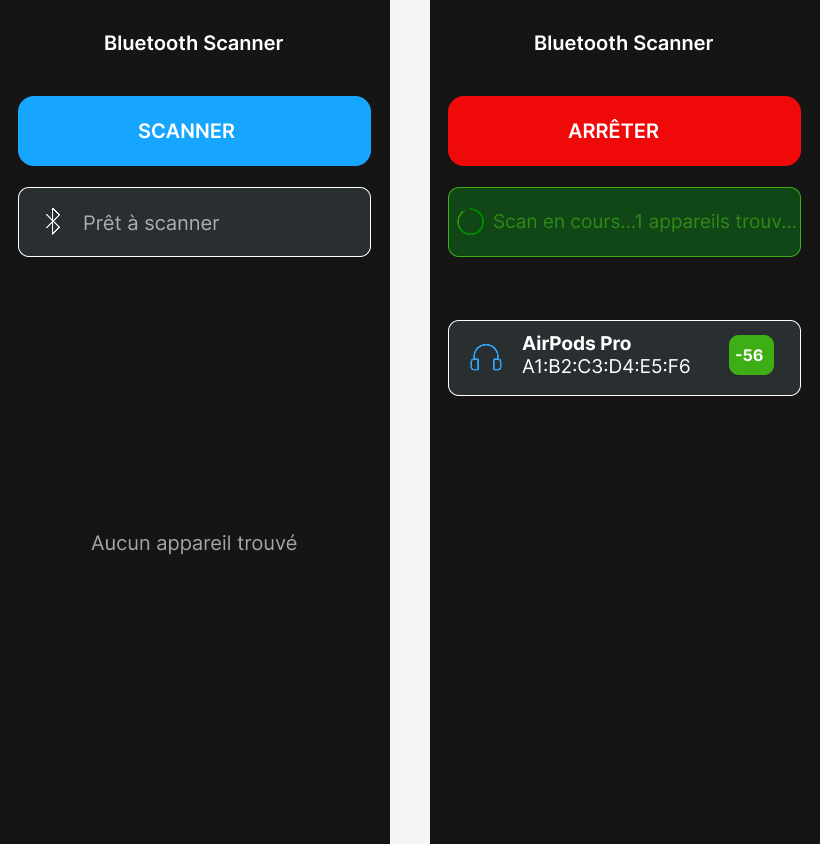 Bluetooth Scanner
SCANNER
Prêt à scanner
Aucun appareil trouvé
Bluetooth Scanner
ARRÊTER
Scan en cours...1 appareils trouv...
AirPods Pro
A1:B2:C3:D4:E5:F6
-56